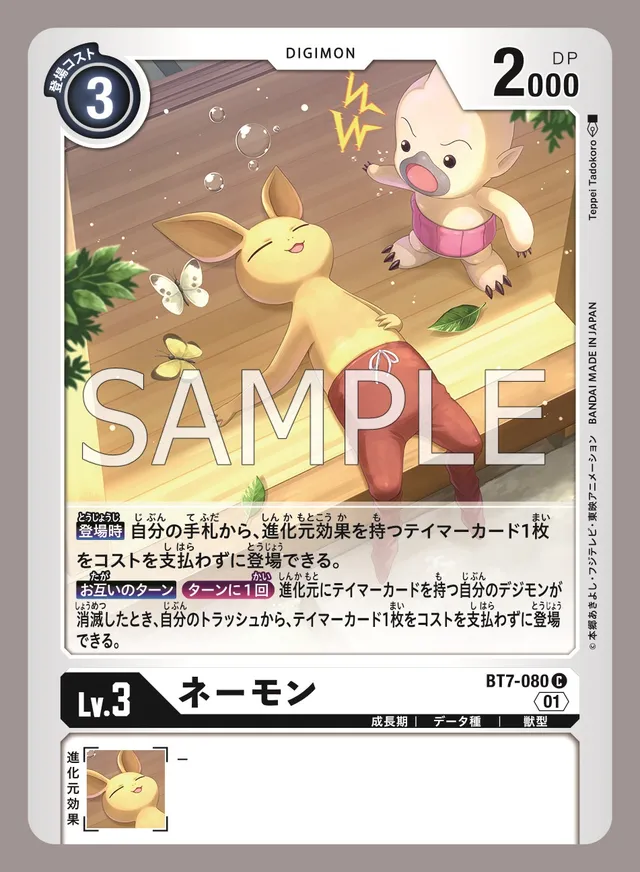 登場コスト
3
DIGIMON
DP
2000
Teppei Tadokoro
BANDAI MADE IN JAPAN
© 本郷あきよし・フジテレビ・東映アニメーション
SAMPLE
登場時 自分の手札から、進化元効果を持つテイマーカード1枚
をコストを支払わずに登場できる。
お互いのターン ターンに1回 進化元にテイマーカードを持つ自分のデジモンが
消滅したとき、自分のトラッシュから、テイマーカード1枚をコストを支払わずに登場
できる。
Lv.3
ネーモン
BT7-080 C
01
成長期 | データ種 | 獣型
進化元効果
–